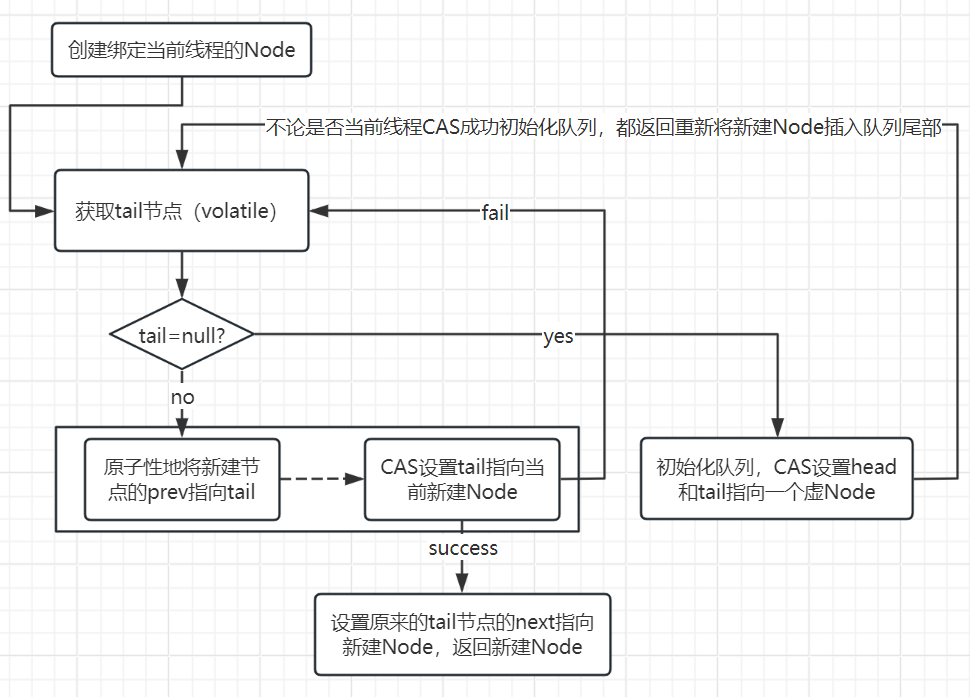 创建绑定当前线程的Node
不论是否当前线程CAS成功初始化队列，都返回重新将新建Node插入队列尾部
获取tail节点（volatile）
fail
tail=null?
yes
no
原子性地将新建节
点的prev指向tail
CAS设置tail指向当
前新建Node
初始化队列，CAS设置head
和tail指向一个虚Node
success
设置原来的tail节点的next指向
新建Node，返回新建Node